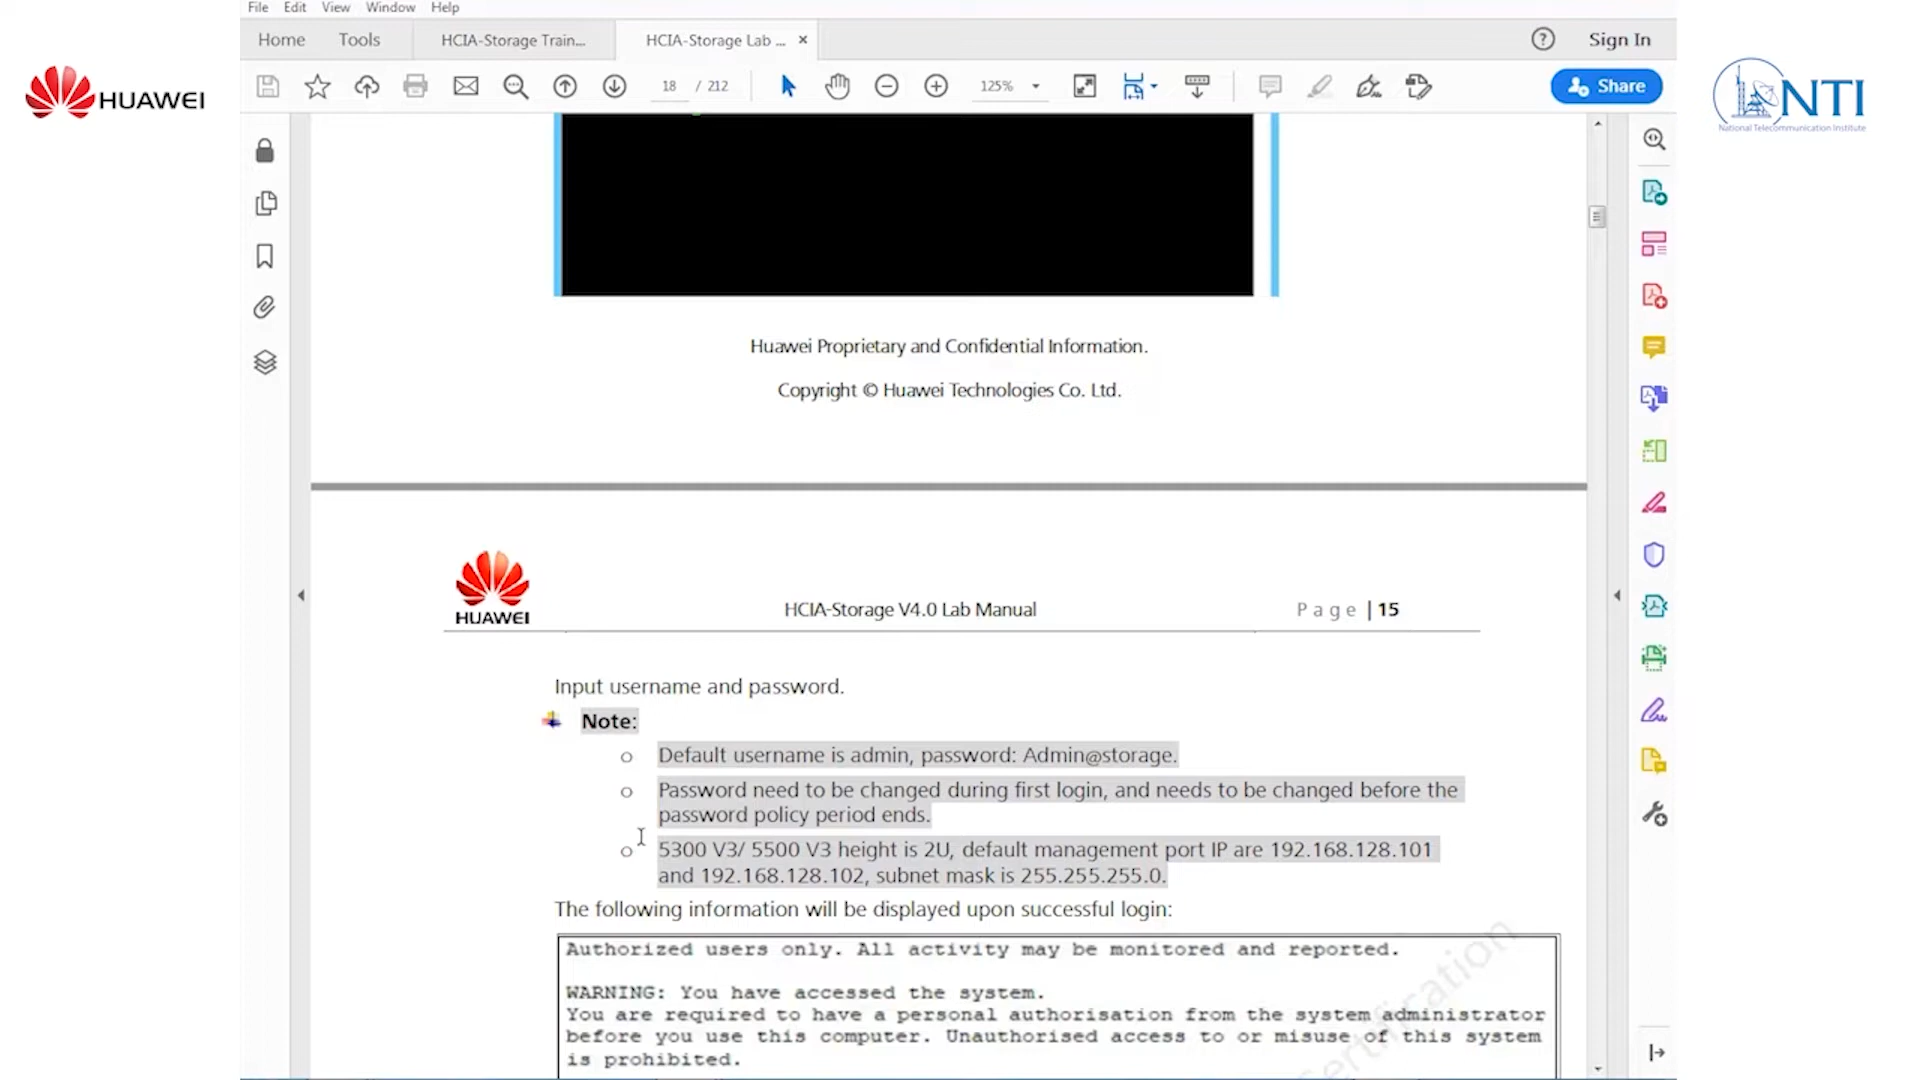 File Edit View Window Help
Home Tools HCIA-Storage Train... HCIA-Storage Lab ... × Sign In
18 / 212 125% Share
HUAWEI
NTI
National Telecommunication Institute
Huawei Proprietary and Confidential Information.
Copyright © Huawei Technologies Co. Ltd.
HUAWEI
HCIA-Storage V4.0 Lab Manual
Page | 15
Input username and password.
Note:
o Default username is admin, password: Admin@storage.
o Password need to be changed during first login, and needs to be changed before the
password policy period ends.
o 5300 V3/ 5500 V3 height is 2U, default management port IP are 192.168.128.101
and 192.168.128.102, subnet mask is 255.255.255.0.
The following information will be displayed upon successful login:
Authorized users only. All activity may be monitored and reported.
WARNING: You have accessed the system.
You are required to have a personal authorisation from the system administrator
before you use this computer. Unauthorised access to or misuse of this system
is prohibited.